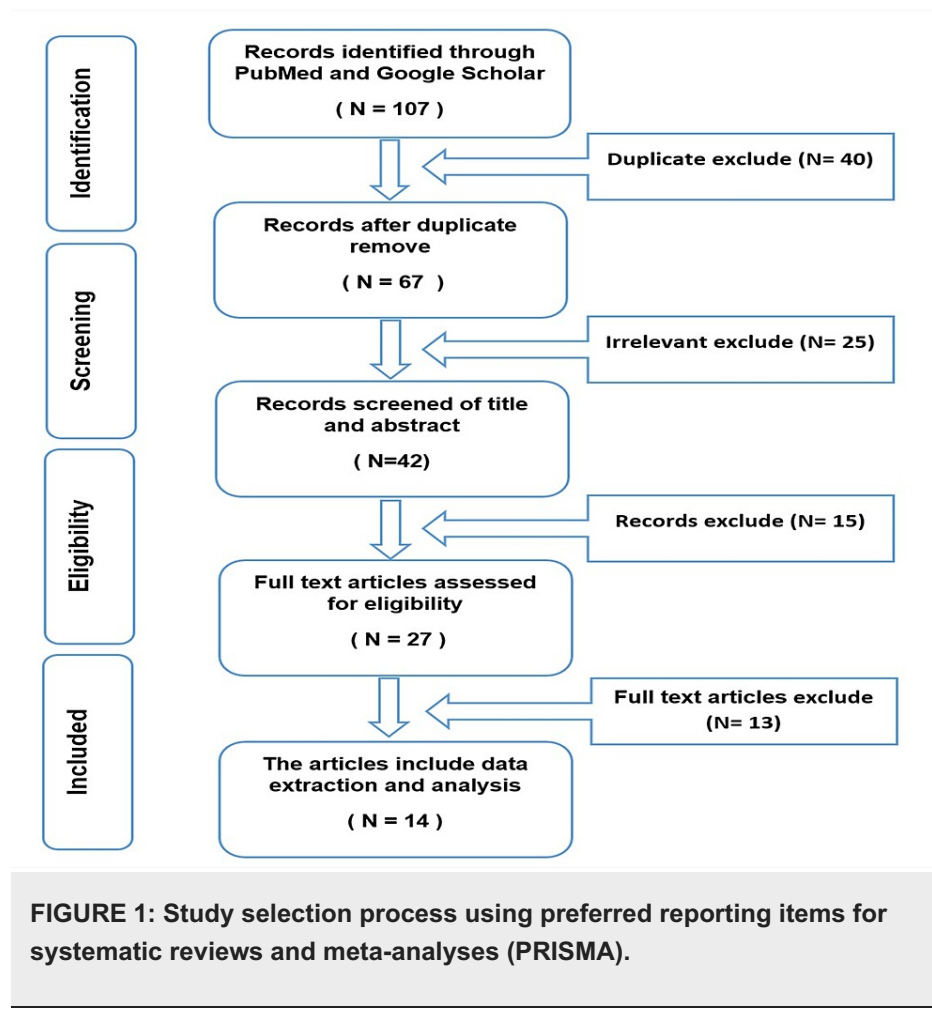 Identification
Records identified through
PubMed and Google Scholar
( N = 107 )
Duplicate exclude (N= 40)
Records after duplicate
remove
( N = 67 )
Screening
Irrelevant exclude (N= 25)
Records screened of title
and abstract
( N=42)
Eligibility
Records exclude (N= 15)
Full text articles assessed
for eligibility
( N = 27 )
Included
Full text articles exclude
(N= 13)
The articles include data
extraction and analysis
( N = 14 )
FIGURE 1: Study selection process using preferred reporting items for
systematic reviews and meta-analyses (PRISMA).